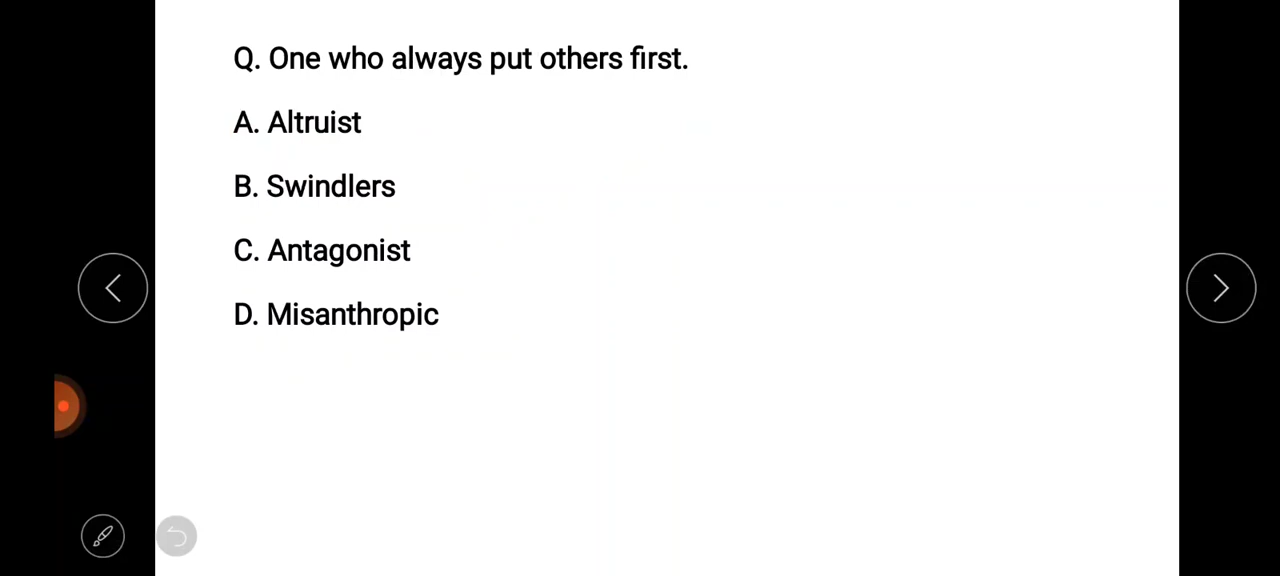 Q. One who always put others first.
A. Altruist
B. Swindlers
C. Antagonist
D. Misanthropic